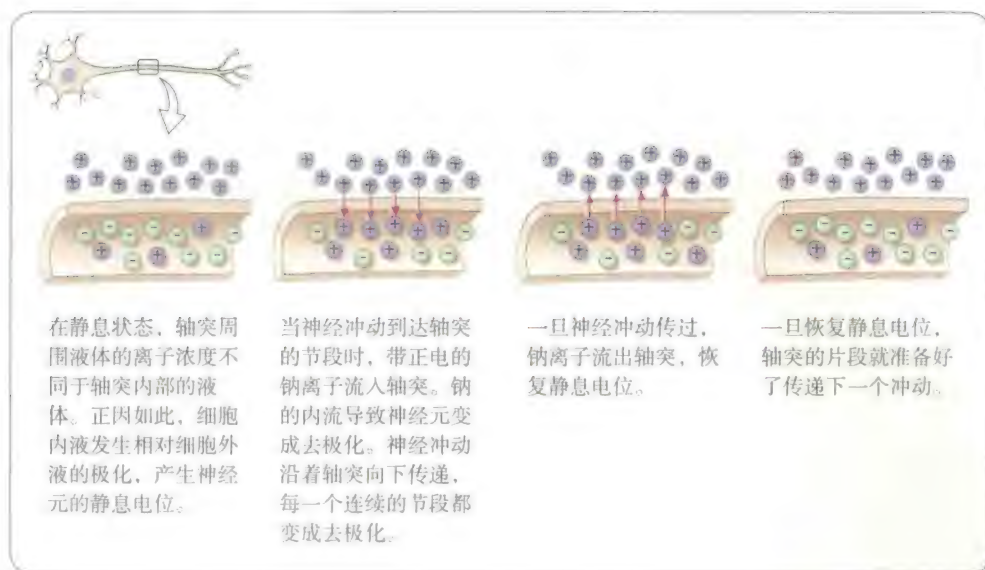 在静息状态，轴突周
围液体的离子浓度不
同于轴突内部的液
体。正因如此，细胞
内液发生相对细胞外
液的极化，产生神经
元的静息电位。
当神经冲动到达轴突
的节段时，带正电的
钠离子流入轴突。钠
的内流导致神经元变
成去极化。神经冲动
沿着轴突向下传递，
每一个连续的节段都
变成去极化。
一旦神经冲动传过，
钠离子流出轴突，恢
复静息电位。
一旦恢复静息电位，
轴突的片段就准备好
了传递下一个冲动。